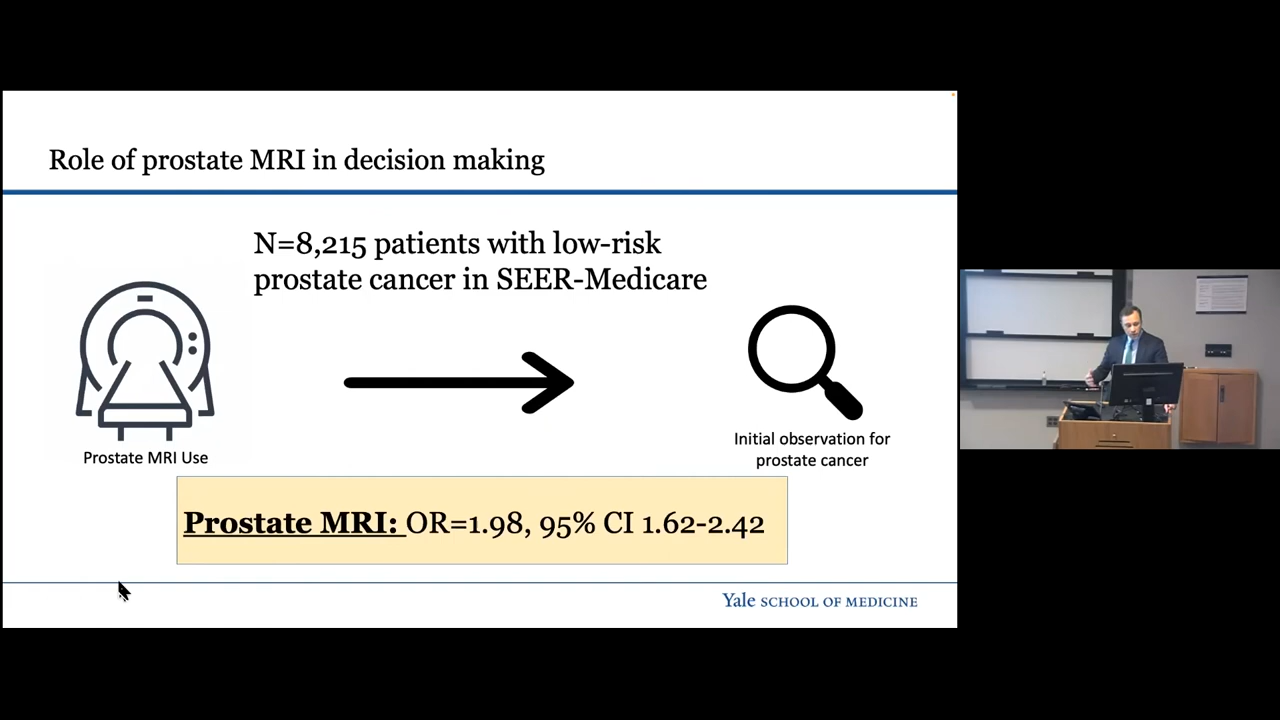 Role of prostate MRI in decision making
N=8,215 patients with low-risk
prostate cancer in SEER-Medicare
Prostate MRI Use
Initial observation for
prostate cancer
Prostate MRI: OR=1.98, 95% CI 1.62-2.42
Yale SCHOOL OF MEDICINE